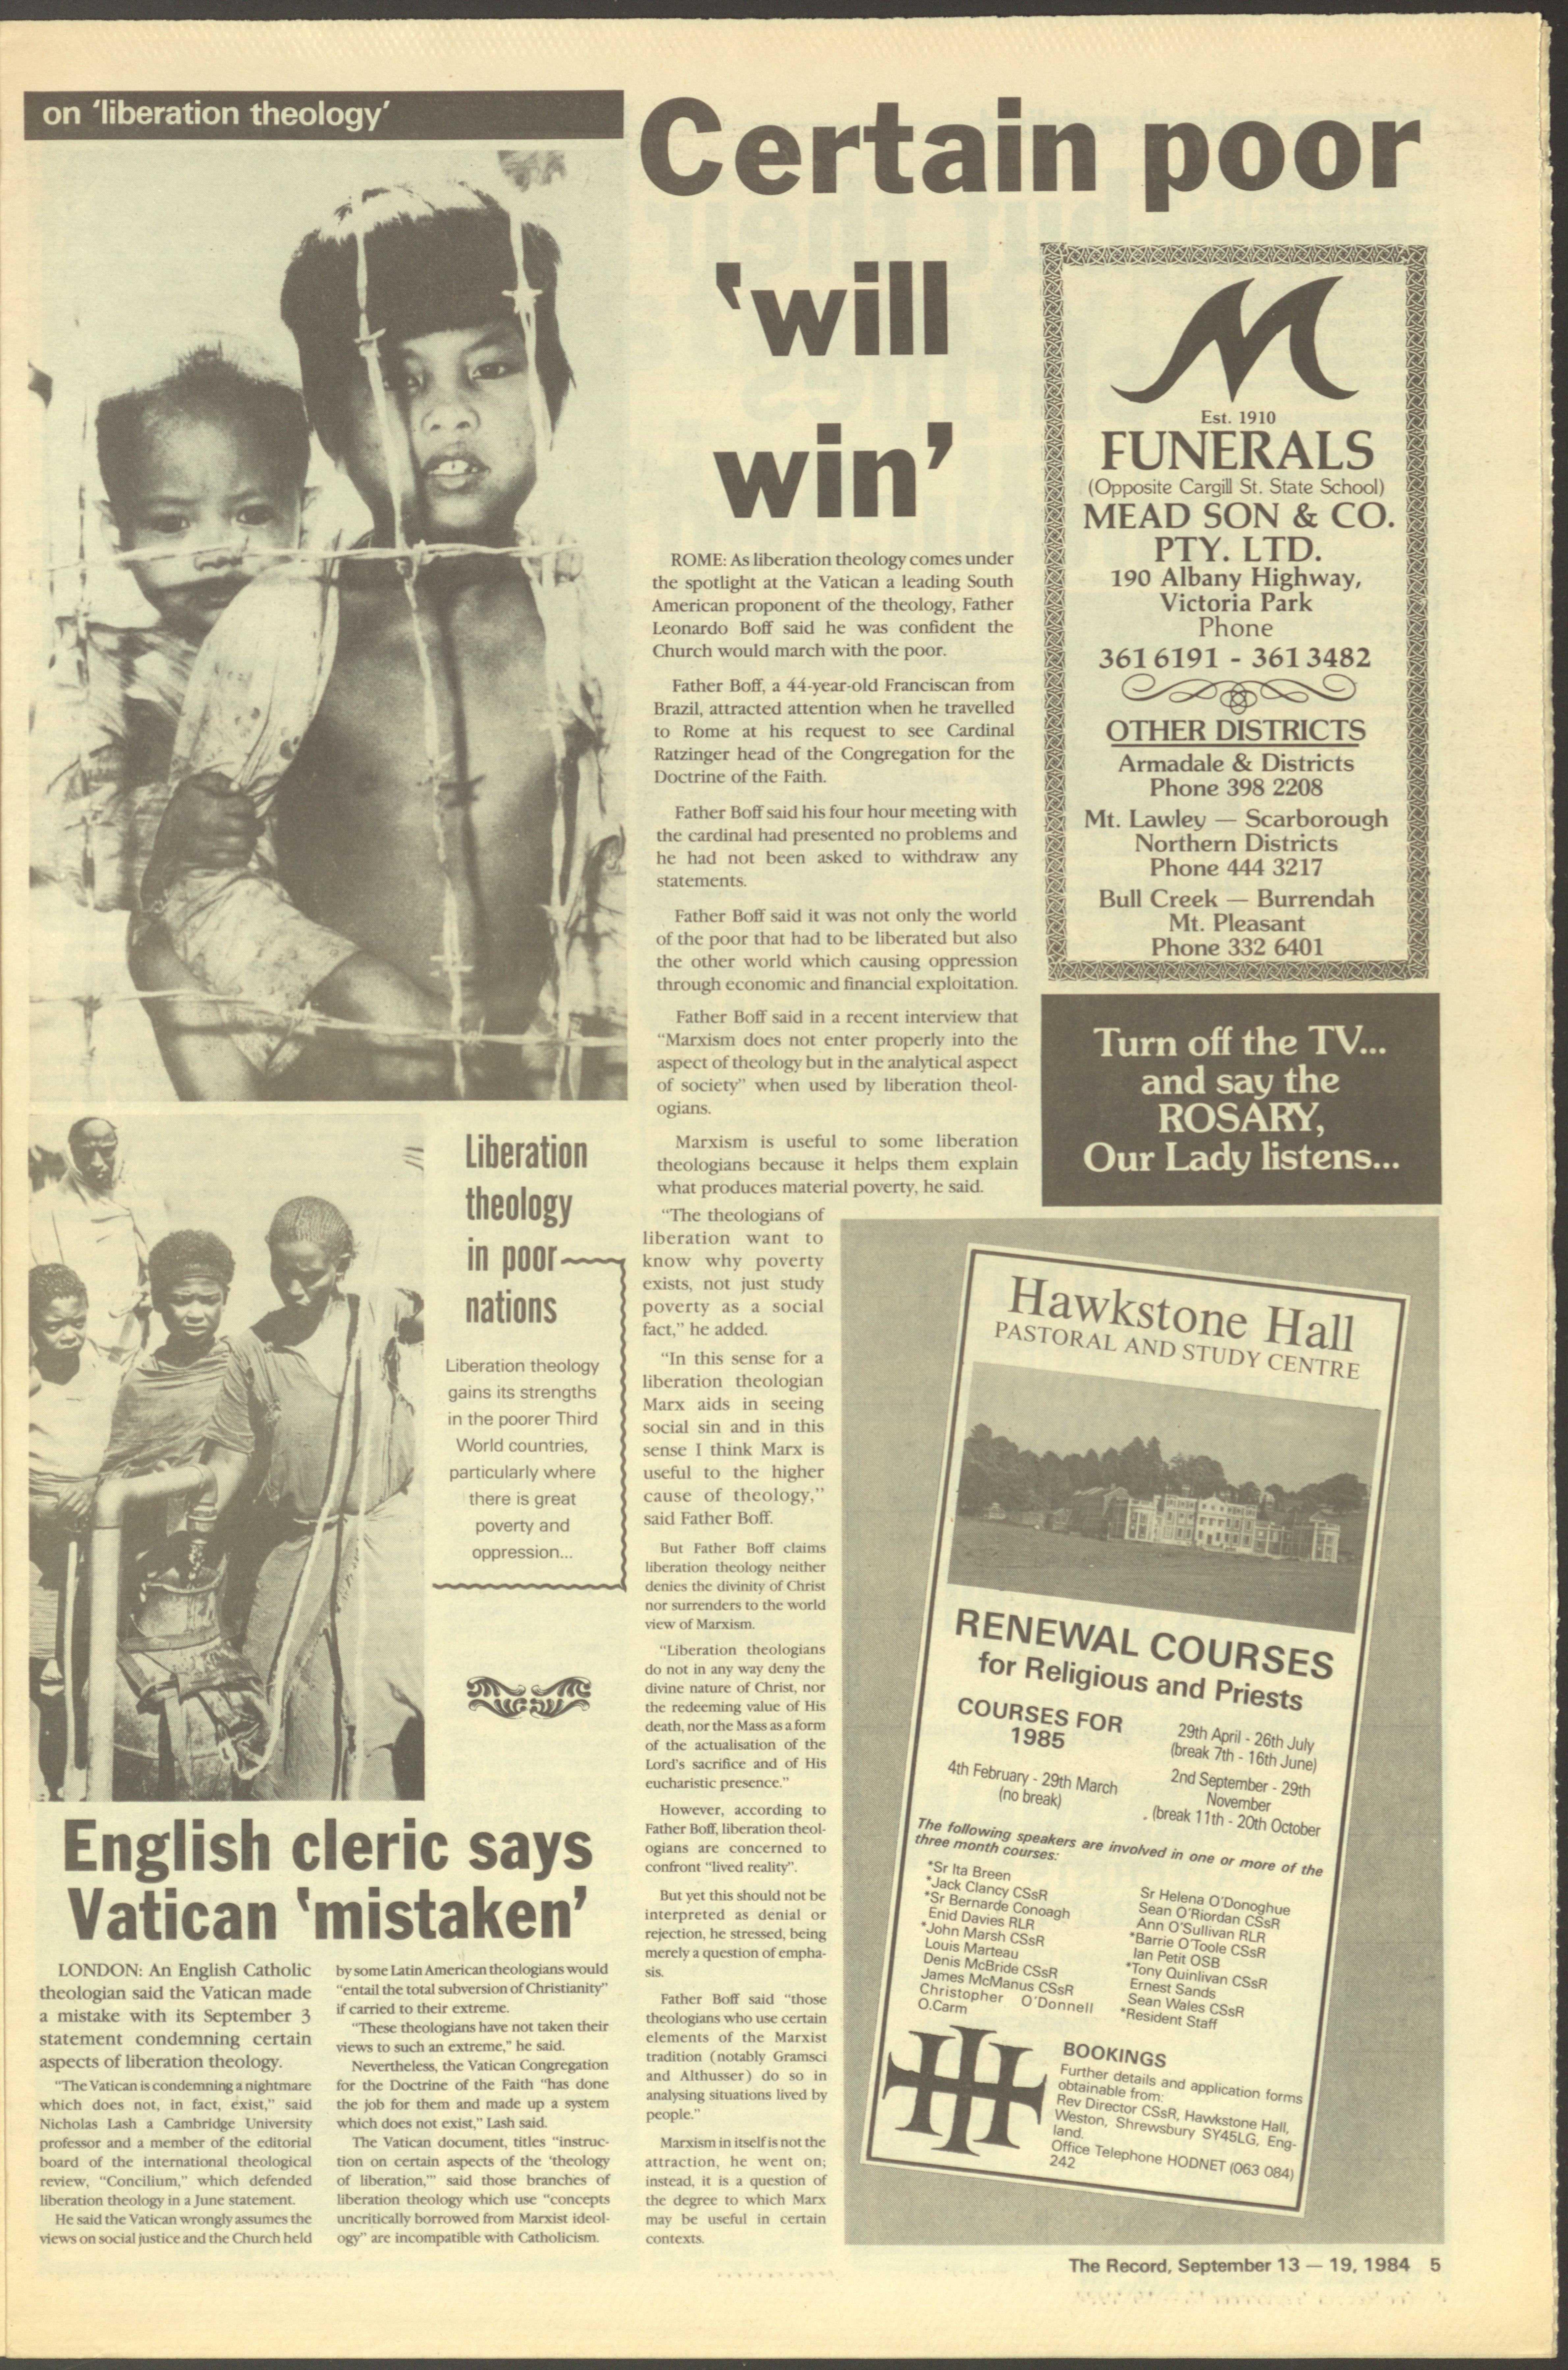 on ‘liberation theology’
Certain poor
‘will
win’
ROME: As liberation theology comes under
the spotlight at the Vatican a leading South
American proponent of the theology, Father
Leonardo Boff said he was confident the
Church would march with the poor.
Father Boff, a 44-year-old Franciscan from
Brazil, attracted attention when he travelled
to Rome at his request to see Cardinal
Ratzinger head of the Congregation for the
Doctrine of the Faith.
Father Boff said his four hour meeting with
the cardinal had presented no problems and
he had not been asked to withdraw any
statements.
Father Boff said it was not only the world
of the poor that had to be liberated but also
the other world which causing oppression
through economic and financial exploitation.
Father Boff said in a recent interview that
“Marxism does not enter properly into the
aspect of theology but in the analytical aspect
of society” when used by liberation theol-
ogians.
Marxism is useful to some liberation
theologians because it helps them explain
what produces material poverty, he said.
“The theologians of
liberation want to
know why poverty
exists, not just study
poverty as a social
fact,” he added.
“In this sense for a
liberation theologian
Marx aids in seeing
social sin and in this
sense I think Marx is
useful to the higher
cause of theology,”
said Father Boff.
But Father Boff claims
liberation theology neither
denies the divinity of Christ
nor surrenders to the world
view of Marxism.
“Liberation theologians
do not in any way deny the
divine nature of Christ, nor
the redeeming value of His
death, nor the Mass as a form
of the actualisation of the
Lord's sacrifice and of His
eucharistic presence.”
However, according to
Father Boff, liberation theol-
ogians are concerned to
confront “lived reality”.
But yet this should not be
interpreted as denial or
rejection, he stressed, being
merely a question of empha-
sis.
Father Boff said “those
theologians who use certain
elements of the Marxist
tradition (notably Gramsci
and Althusser) do so in
analysing situations lived by
people.”
Marxism in itself is not the
attraction, he went on;
instead, it is a question of
the degree to which Marx
may be useful in certain
contexts.
Liberation
theology
in poor
nations
Liberation theology
gains its strengths
in the poorer Third
World countries,
particularly where
there is great
poverty and
oppression...
English cleric says
Vatican ‘mistaken’
LONDON: An English Catholic
theologian said the Vatican made
a mistake with its September 3
statement condemning certain
aspects of liberation theology.
“The Vatican is condemning a nightmare
which does not, in fact, exist,” said
Nicholas Lash a Cambridge University
professor and a member of the editorial
board of the international theological
review, “Concilium,” which defended
liberation theology in a June statement.
He said the Vatican wrongly assumes the
views on social justice and the Church held
by some Latin American theologians would
“entail the total subversion of Christianity”
if carried to their extreme.
“These theologians have not taken their
views to such an extreme,” he said.
Nevertheless, the Vatican Congregation
for the Doctrine of the Faith “has done
the job for them and made up a system
which does not exist,” Lash said.
The Vatican document, titles “instruc-
tion on certain aspects of the ‘theology
of liberation,’” said those branches of
liberation theology which use “concepts
uncritically borrowed from Marxist ideol-
ogy” are incompatible with Catholicism.
M
Est. 1910
FUNERALS
(Opposite Cargill St. State School)
MEAD SON & CO.
PTY. LTD.
190 Albany Highway,
Victoria Park
Phone
361 6191 - 361 3482
OTHER DISTRICTS
Armadale & Districts
Phone 398 2208
Mt. Lawley — Scarborough
Northern Districts
Phone 444 3217
Bull Creek — Burrendah
Mt. Pleasant
Phone 332 6401
Turn off the TV...
and say the
ROSARY,
Our Lady listens...
Hawkstone Hall
PASTORAL AND STUDY CENTRE
RENEWAL COURSES
for Religious and Priests
COURSES FOR
1985
4th February - 29th March
(no break)
29th April - 26th July
(break 7th - 16th June)
2nd September - 29th
November
(break 11th - 20th October
The following speakers are involved in one or more of the
three month courses:
*Sr Ita Breen
*Jack Clancy CSsR
*Sr Bernarde Conoagh
Enid Davies RLR
*John Marsh CSsR
Louis Marteau
Denis McBride CSsR
James McManus CSsR
Christopher O'Donnell
O.Carm
Sr Helena O'Donoghue
Sean O'Riordan CSsR
Ann O'Sullivan RLR
*Barrie O'Toole CSsR
Ian Petit OSB
*Tony Quinlivan CSsR
Ernest Sands
Sean Wales CSsR
*Resident Staff
BOOKINGS
Further details and application forms
obtainable from:
Rev Director CSsR, Hawkstone Hall,
Weston, Shrewsbury SY45LG, Eng-
land.
Office Telephone HODNET (063 084)
242
The Record, September 13 — 19, 1984 5